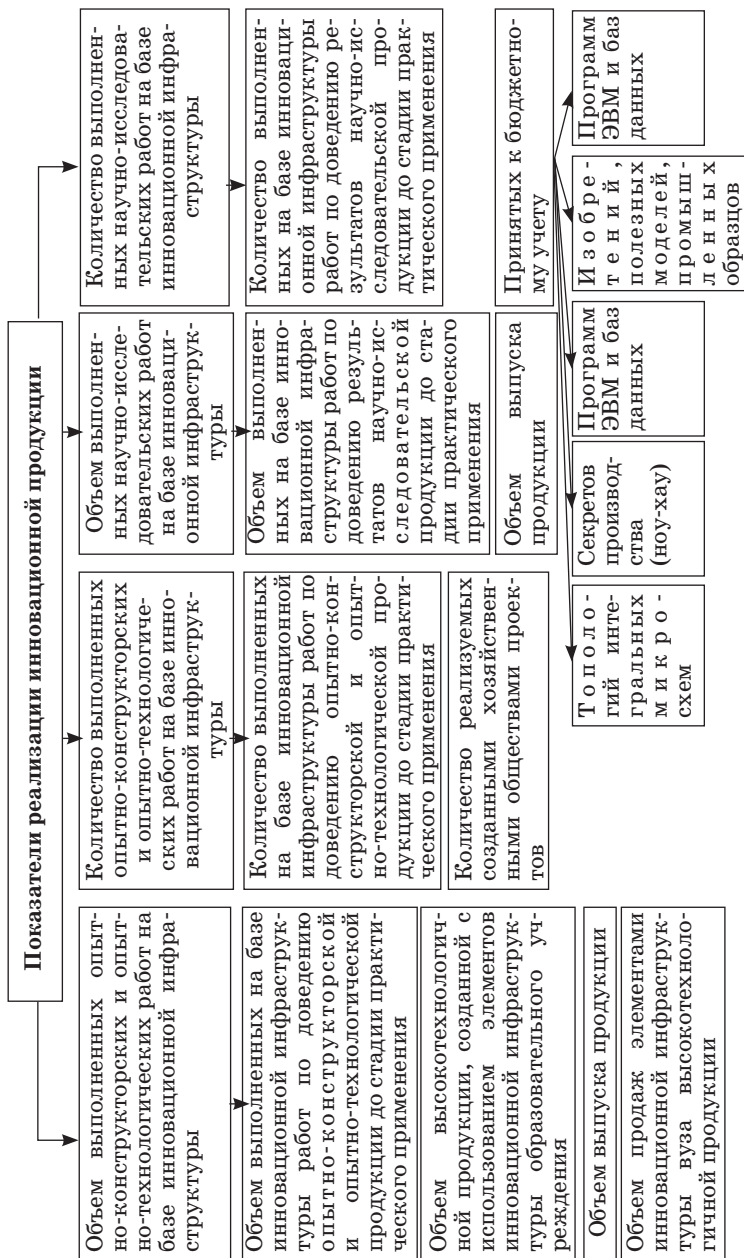 Показатели реализации инновационной продукции
Объем выполненных опыт-
но-конструкторских и опыт-
но-технологических работ на
базе инновационной инфра-
структуры
Количество выполненных
опытно-конструкторских
и опытно-технологиче-
ских работ на базе инно-
вационной инфраструк-
туры
Объем выполнен-
ных научно-иссле-
довательских работ
на базе инноваци-
онной инфраструк-
туры
Количество выполнен-
ных научно-исследова-
тельских работ на базе
инновационной инфра-
структуры
Объем выполненных на базе
инновационной инфраструк-
туры работ по доведению
опытно-конструкторской
и опытно-технологической
продукции до стадии практи-
ческого применения
Количество выполненных
на базе инновационной
инфраструктуры работ по
доведению опытно-кон-
структорской и опыт-
но-технологической про-
дукции до стадии практи-
ческого применения
Объем выполнен-
ных на базе инно-
вационной инфра-
структуры работ по
доведению резуль-
татов научно-ис-
следовательской
продукции до ста-
дии практического
применения
Количество выполнен-
ных на базе инноваци-
онной инфраструктуры
работ по доведению ре-
зультатов научно-ис-
следовательской про-
дукции до стадии прак-
тического применения
Объем высокотехнологич-
ной продукции, созданной с
использованием элементов
инновационной инфраструк-
туры образовательного уч-
реждения
Количество реализуемых
созданными хозяйствен-
ными обществами проек-
тов
Объем выпуска
продукции
Принятых к бюджетно-
му учету
Объем выпуска продукции
Объем продаж элементами
инновационной инфраструк-
туры вуза высокотехноло-
гичной продукции
Тополо-
гий инте-
гральных
микро-
схем
Секретов
производ-
ства
(ноу-хау)
Программ
ЭВМ и баз
данных
Изобре-
тений,
полезных
моделей,
промыш-
ленных
образцов
Программ
ЭВМ и баз
данных